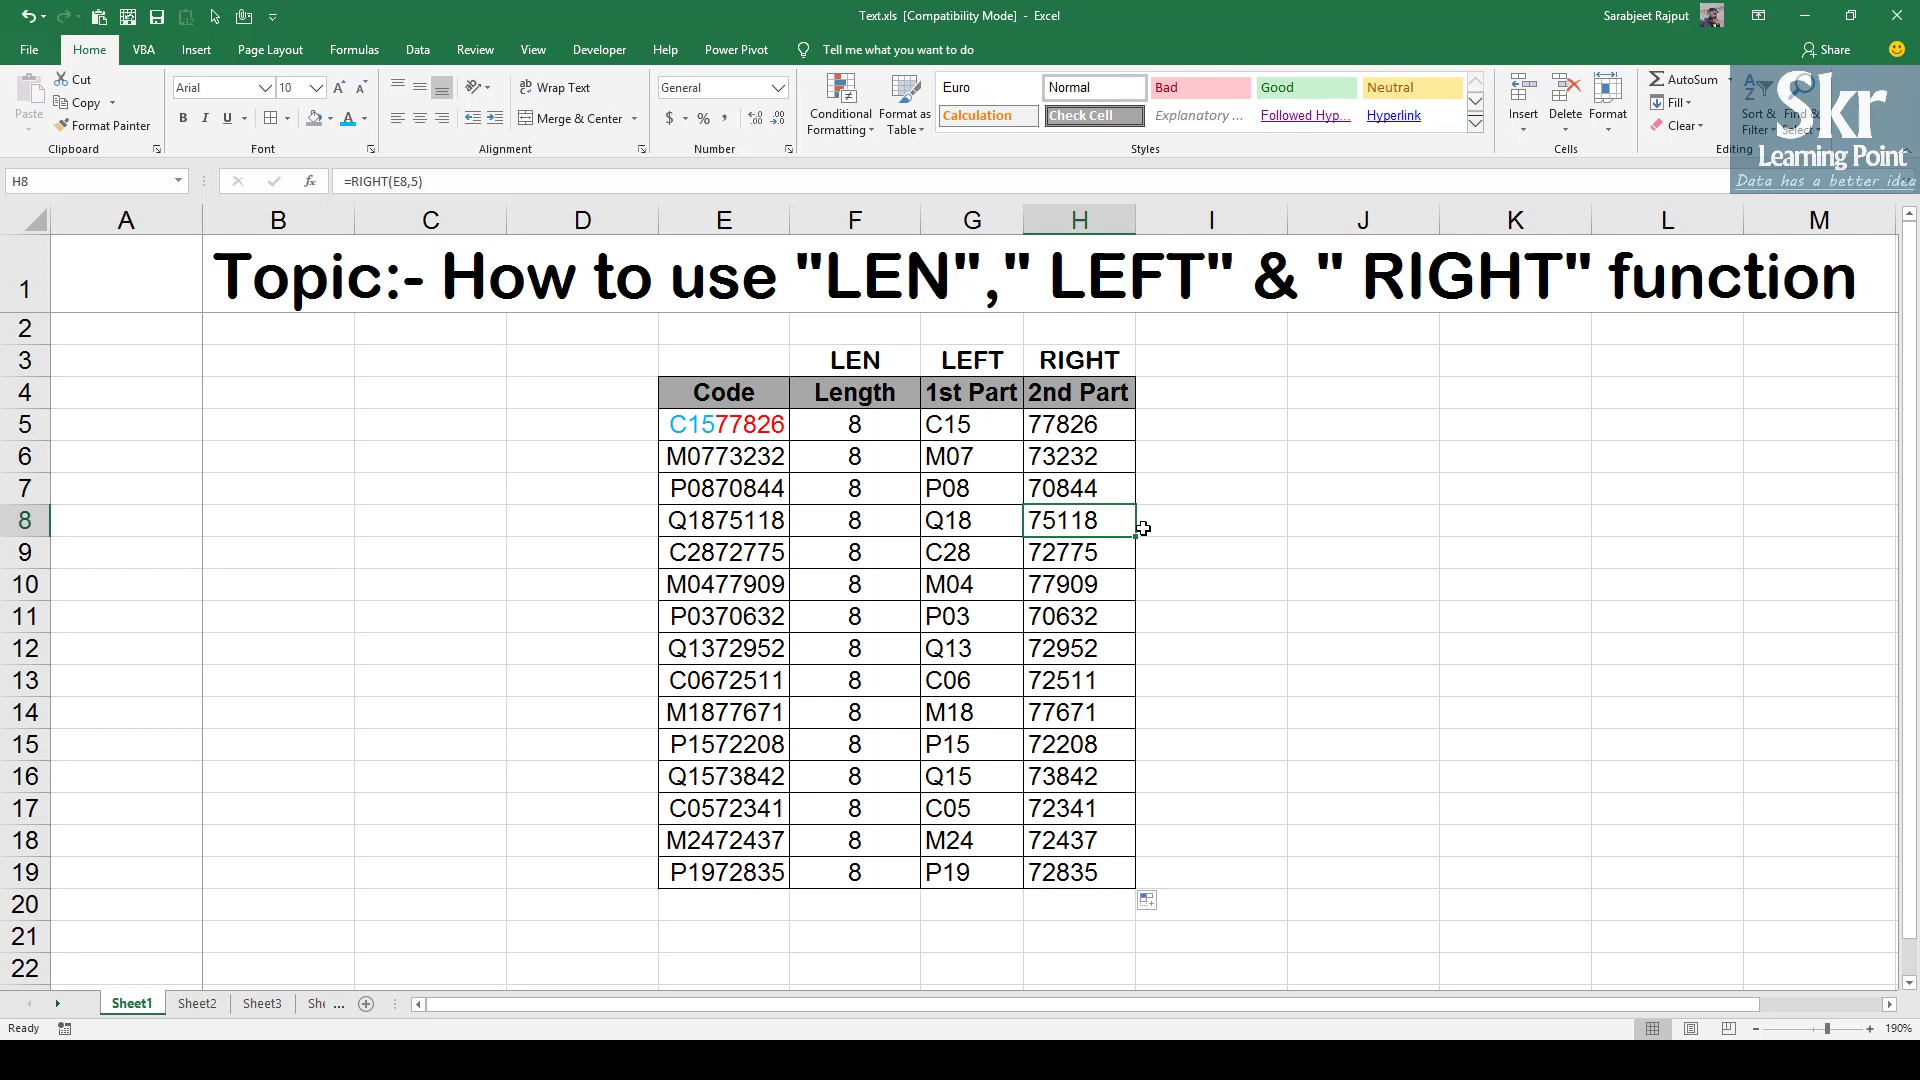 Text.xls [Compatibility Mode] - Excel
Sarabjeet Rajput
File Home VBA Insert Page Layout Formulas Data Review View Developer Help Power Pivot Tell me what you want to do Share
Paste
Cut
Copy
Format Painter
Clipboard
Arial 10
B I U A
Font
Wrap Text
Merge & Center
Alignment
General
$ % ,
Number
Conditional Formatting
Format as Table
Euro Normal Bad Good Neutral
Calculation Check Cell Explanatory ... Followed Hyp... Hyperlink
Styles
Insert Delete Format
Cells
AutoSum
Fill
Clear
Sort & Filter
Find & Select
Editing
Skr
Learning Point
Data has a better idea
H8 fx =RIGHT(E8,5)
A B C D E F G H I J K L M
1 Topic:- How to use "LEN"," LEFT" & " RIGHT" function
2
3 LEN LEFT RIGHT
4 Code Length 1st Part 2nd Part
5 C1577826 8 C15 77826
6 M0773232 8 M07 73232
7 P0870844 8 P08 70844
8 Q1875118 8 Q18 75118
9 C2872775 8 C28 72775
10 M0477909 8 M04 77909
11 P0370632 8 P03 70632
12 Q1372952 8 Q13 72952
13 C0672511 8 C06 72511
14 M1877671 8 M18 77671
15 P1572208 8 P15 72208
16 Q1573842 8 Q15 73842
17 C0572341 8 C05 72341
18 M2472437 8 M24 72437
19 P1972835 8 P19 72835
20
21
22
Sheet1 Sheet2 Sheet3 She ...
Ready 190%